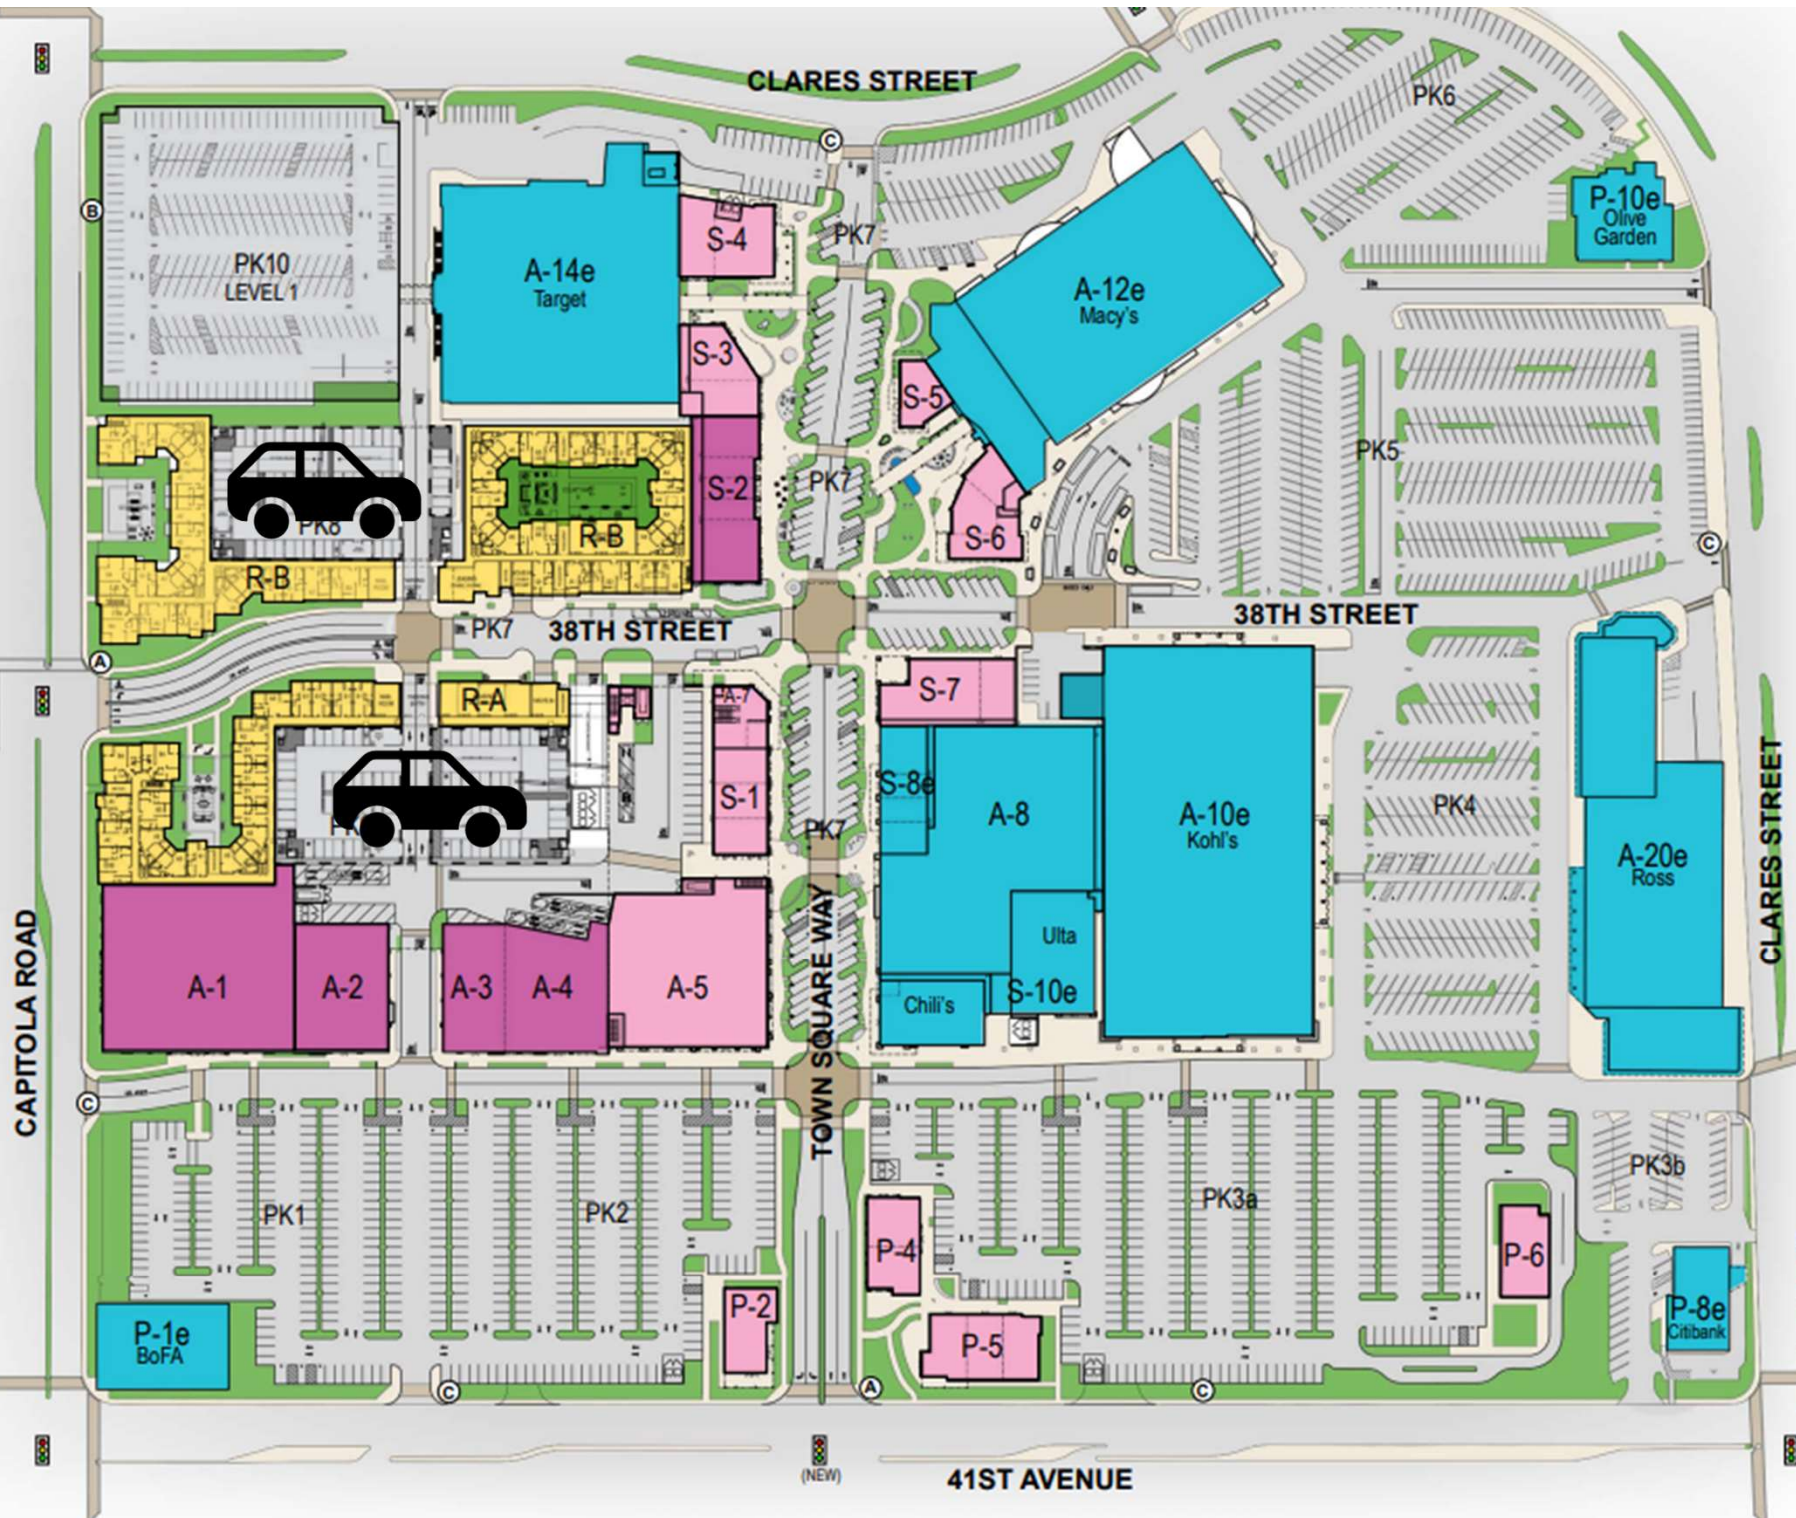 CLARES STREET
PK6
C
B
P-10e
Olive
Garden
S-4
PK7
PK10
LEVEL 1
A-14e
Target
A-12e
Macy's
S-3
S-5
PK5
PK7
S-2
PK8
R-B
S-6
C
R-B
38TH STREET
PK7
38TH STREET
A
R-A
S-7
A-7
S-1
S-8e
A-8
A-10e
Kohl's
PK4
PK7
A-20e
Ross
CLARES STREET
Ulta
CAPITOLA ROAD
A-1
A-2
A-3
A-4
A-5
TOWN SQUARE WAY
Chili's
S-10e
C
PK1
PK2
PK3a
PK3b
P-4
P-6
P-2
P-5
P-1e
BoFA
P-8e
Citibank
C
A
C
(NEW)
41ST AVENUE